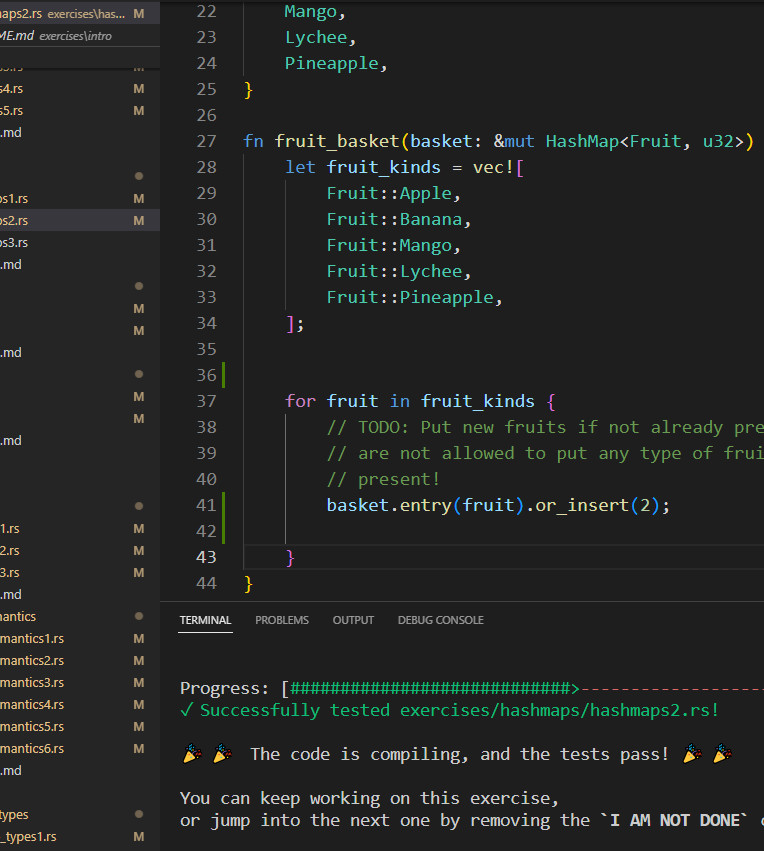 aps2.rs exercises\has... M
ME.md exercises\intro
s4.rs M
s5.rs M
.md
ps1.rs M
ps2.rs M
ps3.rs
.md
M
M
.md
M
M
.md
1.rs M
2.rs M
3.rs M
.md
mantics
mantics1.rs M
mantics2.rs M
mantics3.rs M
mantics4.rs M
mantics5.rs M
mantics6.rs M
.md
types
_types1.rs M
22 Mango,
23 Lychee,
24 Pineapple,
25 }
26
27 fn fruit_basket(basket: &mut HashMap<Fruit, u32>)
28 let fruit_kinds = vec![
29 Fruit::Apple,
30 Fruit::Banana,
31 Fruit::Mango,
32 Fruit::Lychee,
33 Fruit::Pineapple,
34 ];
35
36
37 for fruit in fruit_kinds {
38 // TODO: Put new fruits if not already pre
39 // are not allowed to put any type of frui
40 // present!
41 basket.entry(fruit).or_insert(2);
42
43 }
44 }
TERMINAL PROBLEMS OUTPUT DEBUG CONSOLE
Progress: [############################>------------------
✓ Successfully tested exercises/hashmaps/hashmaps2.rs!
🎉 🎉 The code is compiling, and the tests pass! 🎉 🎉
You can keep working on this exercise,
or jump into the next one by removing the `I AM NOT DONE`